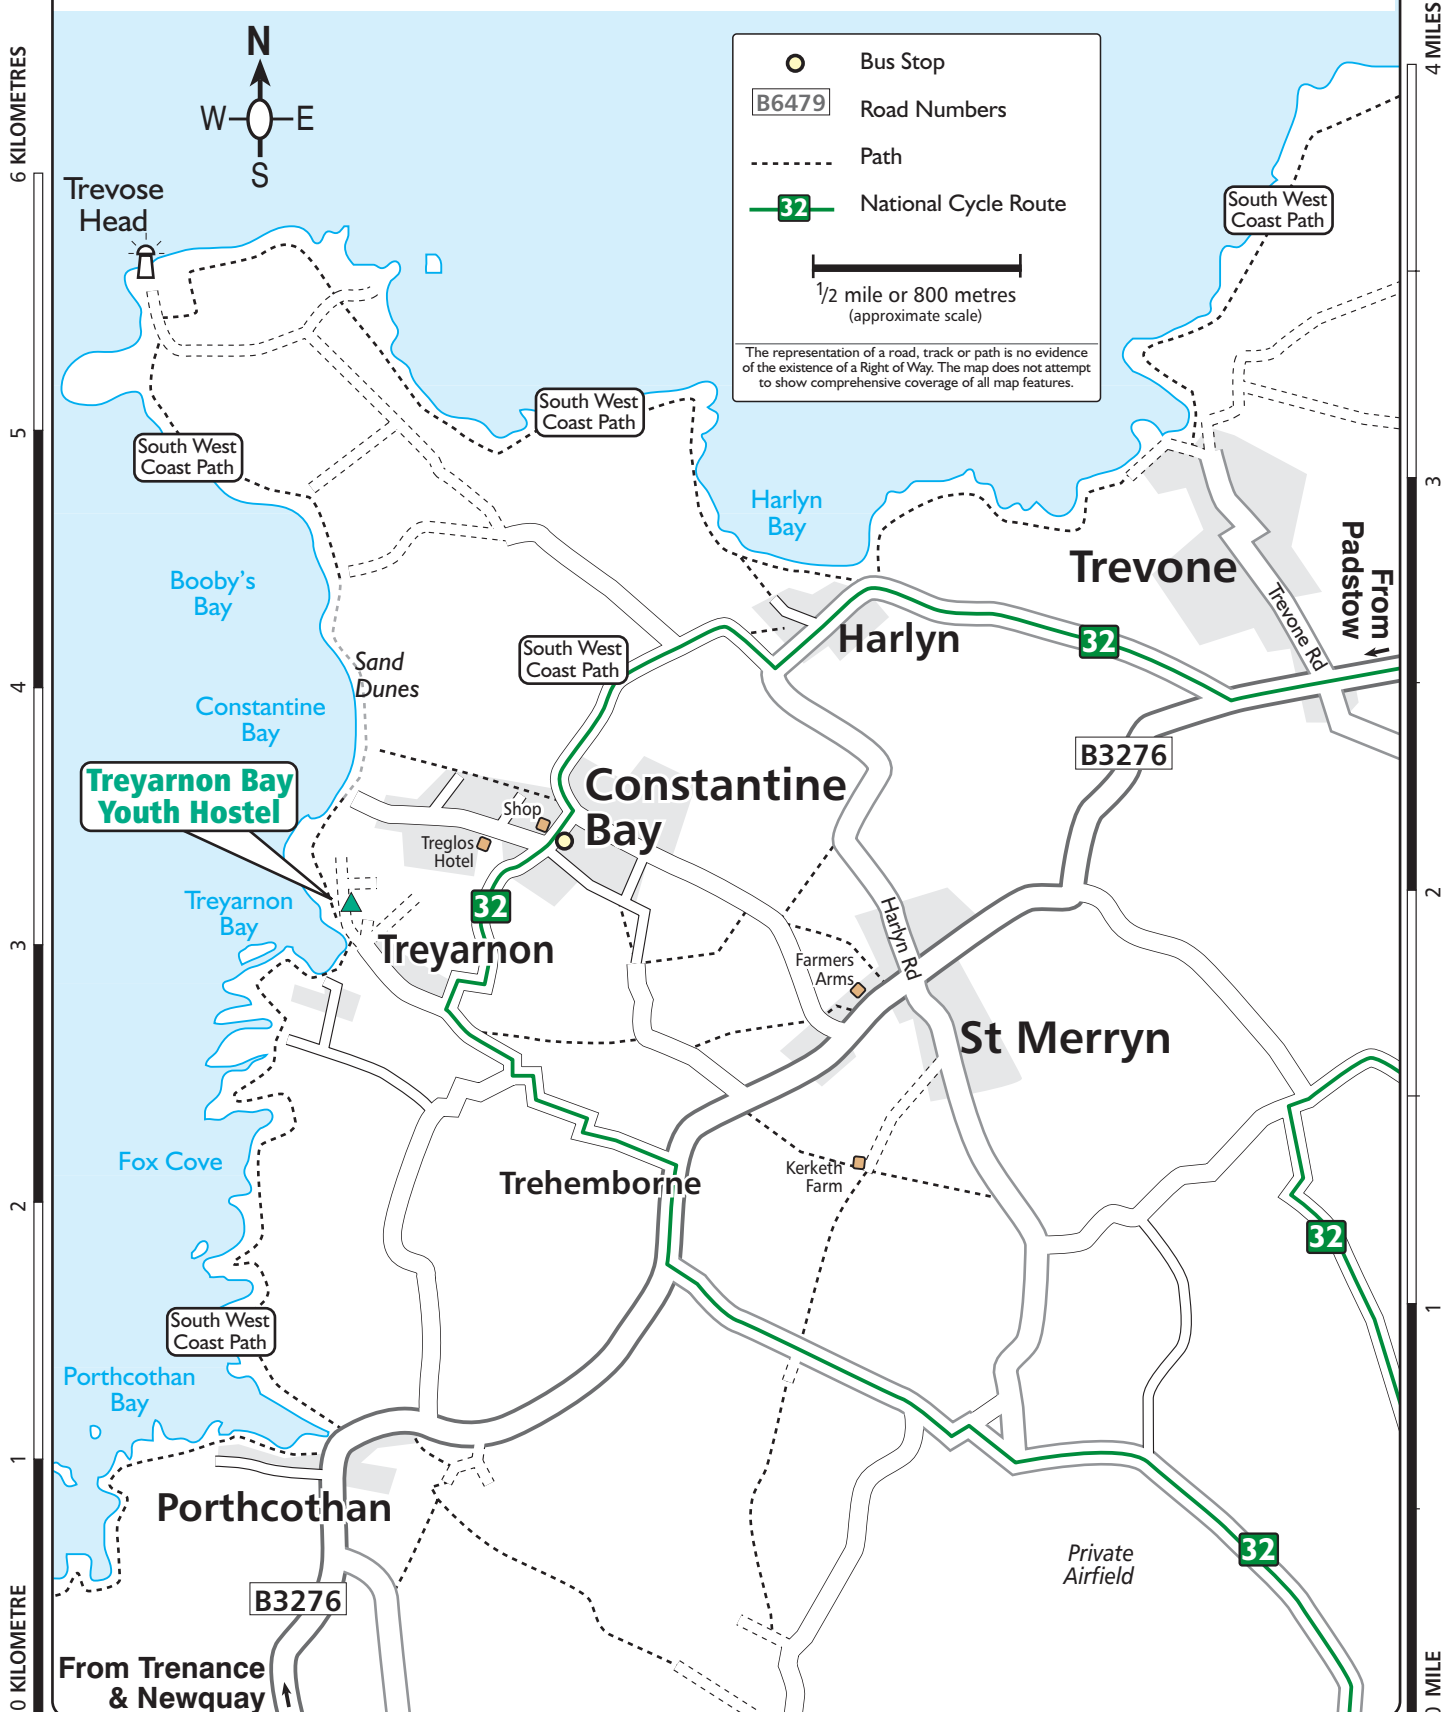 N
W
E
S
6 KILOMETRES
5
4
3
2
1
0 KILOMETRE
4 MILES
3
2
1
0 MILE
Bus Stop
B6479
Road Numbers
Path
32
National Cycle Route
1/2 mile or 800 metres
(approximate scale)
The representation of a road, track or path is no evidence
of the existence of a Right of Way. The map does not attempt
to show comprehensive coverage of all map features.
Trevose
Head
South West
Coast Path
South West
Coast Path
South West
Coast Path
Harlyn
Bay
Trevone
From
Padstow
Trevone Rd
Booby's
Bay
Harlyn
32
Sand
Dunes
South West
Coast Path
Constantine
Bay
B3276
Treyarnon Bay
Youth Hostel
Constantine
Bay
Shop
Treglos
Hotel
Treyarnon
Bay
32
Treyarnon
Harlyn Rd
Farmers
Arms
St Merryn
Fox Cove
Trehemborne
Kerketh
Farm
32
South West
Coast Path
Porthcothan
Bay
Porthcothan
Private
Airfield
32
B3276
From Trenance
& Newquay